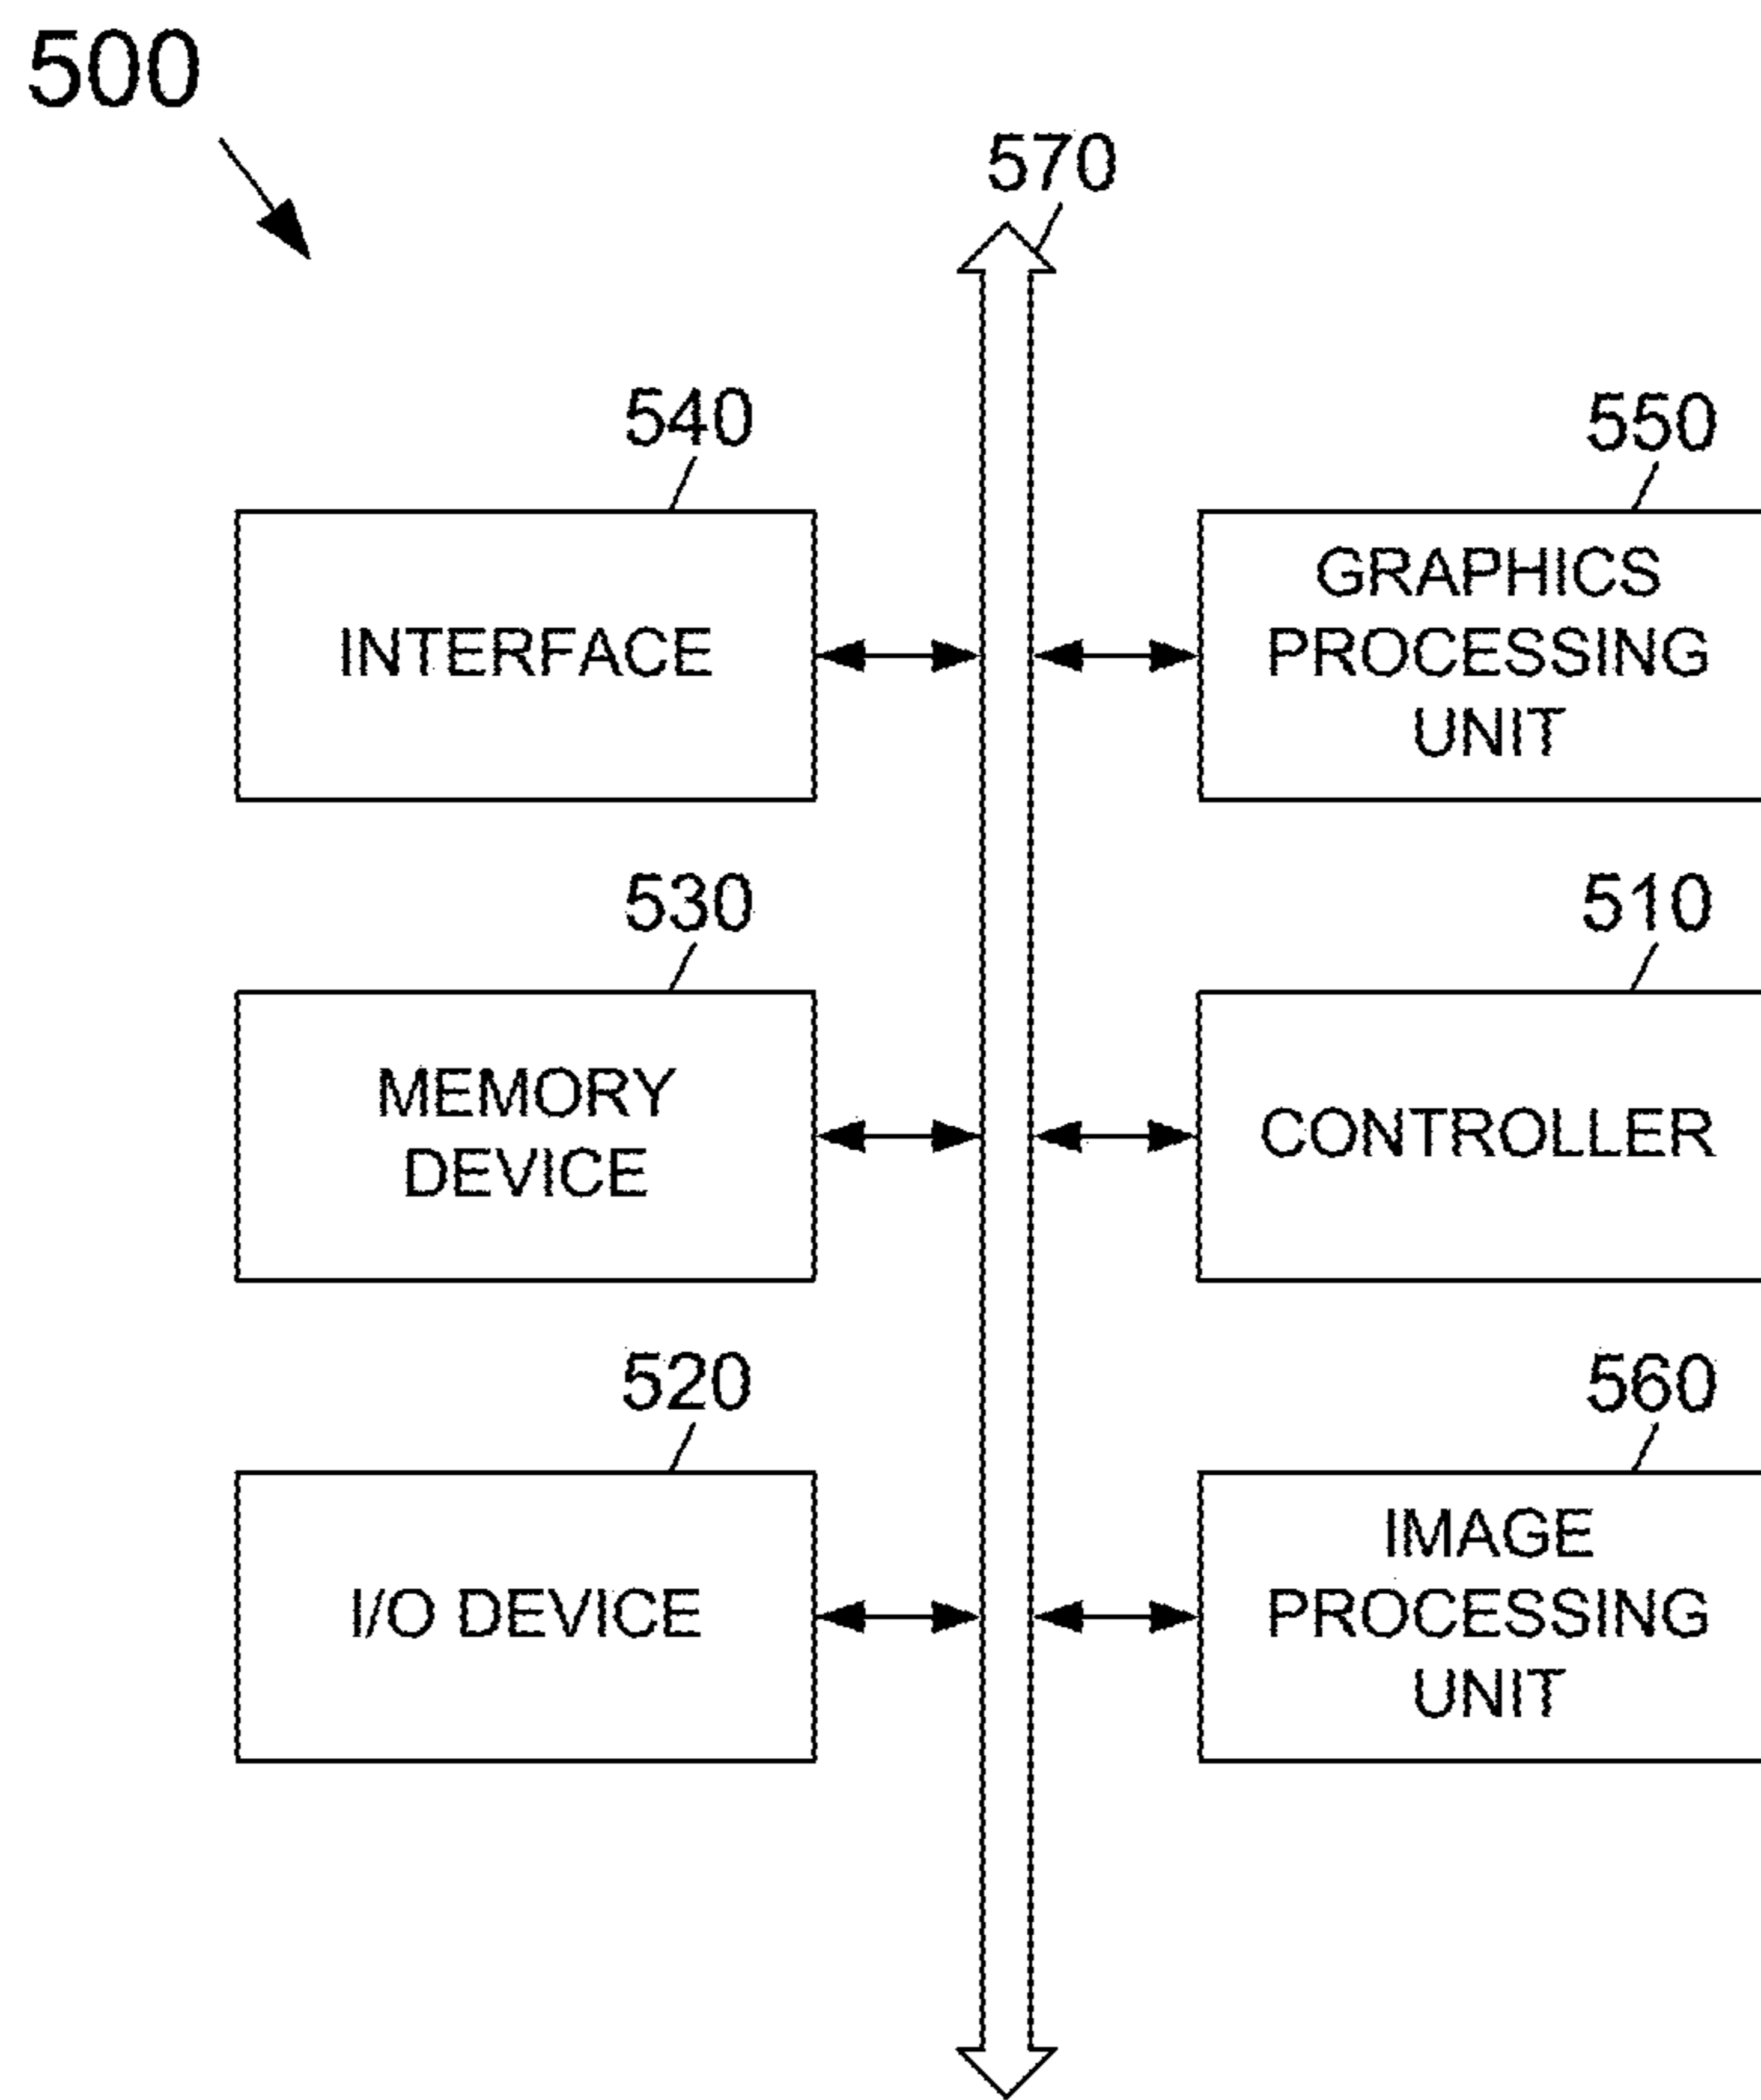 500
570
540
550
INTERFACE
GRAPHICS
PROCESSING
UNIT
530
510
MEMORY
DEVICE
CONTROLLER
520
560
I/O DEVICE
IMAGE
PROCESSING
UNIT